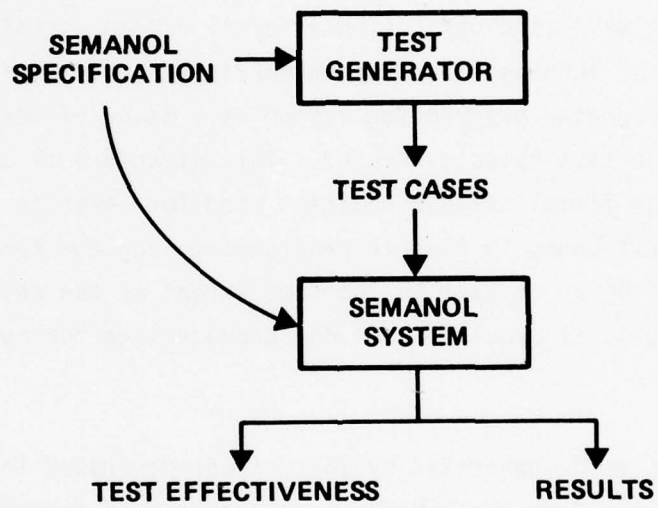 SEMANOL
SPECIFICATION
TEST
GENERATOR
TEST CASES
SEMANOL
SYSTEM
TEST EFFECTIVENESS
RESULTS